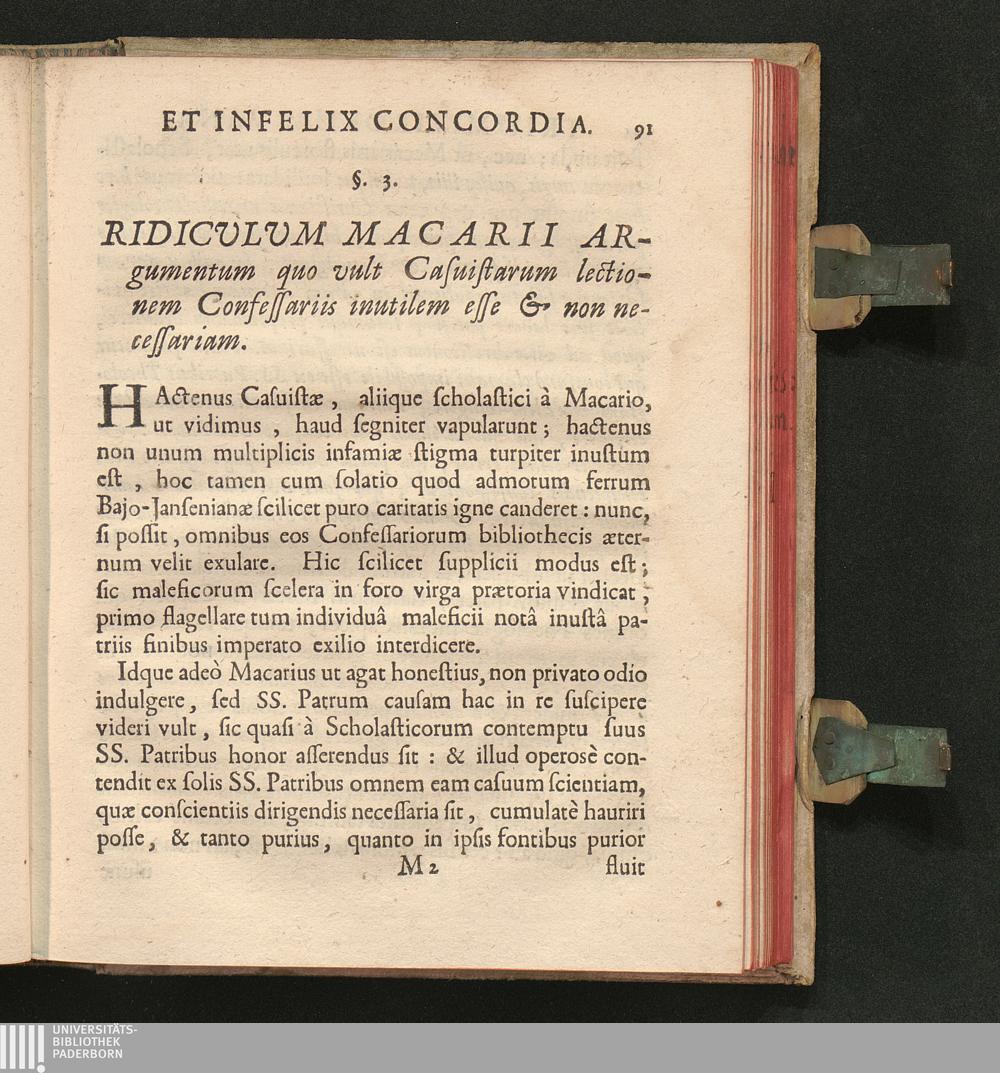 ET INFELIX CONCORDIA. 91
§. 3.
RIDICVLVM MACARII AR-
gumentum quo vult Caſuiſtarum lectio-
nem Confeſſariis inutilem eſſe & non ne-
ceſſariam.
HActenus Caſuiſtæ, aliique ſcholaſtici à Macario,
ut vidimus, haud ſegniter vapularunt; hactenus
non unum multiplicis infamiæ ſtigma turpiter inuſtum
eſt, hoc tamen cum ſolatio quod admotum ferrum
Bajo-Janſenianæ ſcilicet puro caritatis igne canderet: nunc,
ſi poſſit, omnibus eos Confeſſariorum bibliothecis æter-
num velit exulare. Hic ſcilicet ſupplicii modus eſt;
ſic maleficorum ſcelera in foro virga prætoria vindicat,
primo flagellare tum individuâ maleficii notâ inuſtâ pa-
triis finibus imperato exilio interdicere.
Idque adeò Macarius ut agat honeſtius, non privato odio
indulgere, ſed SS. Patrum cauſam hac in re ſuſcipere
videri vult, ſic quaſi à Scholaſticorum contemptu ſuus
SS. Patribus honor aſſerendus ſit: & illud operosè con-
tendit ex ſolis SS. Patribus omnem eam caſuum ſcientiam,
quæ conſcientiis dirigendis neceſſaria ſit, cumulatè hauriri
poſſe, & tanto purius, quanto in ipſis fontibus purior
M 2 fluit
UNIVERSITÄTS-
BIBLIOTHEK
PADERBORN